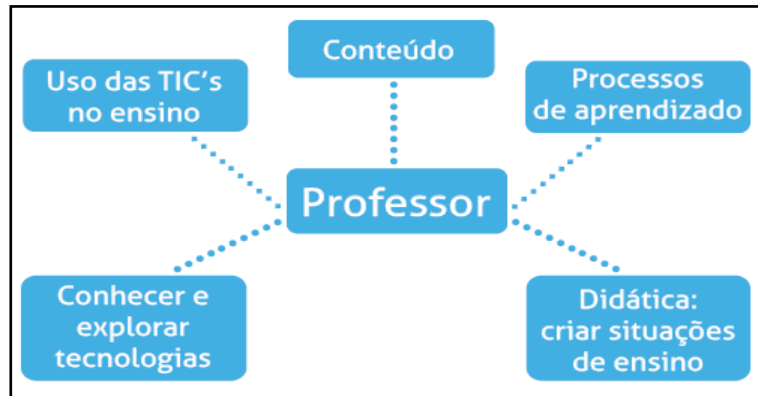 Conteúdo
Uso das TIC's
no ensino
Processos
de aprendizado
Professor
Conhecer e
explorar
tecnologias
Didática:
criar situações
de ensino